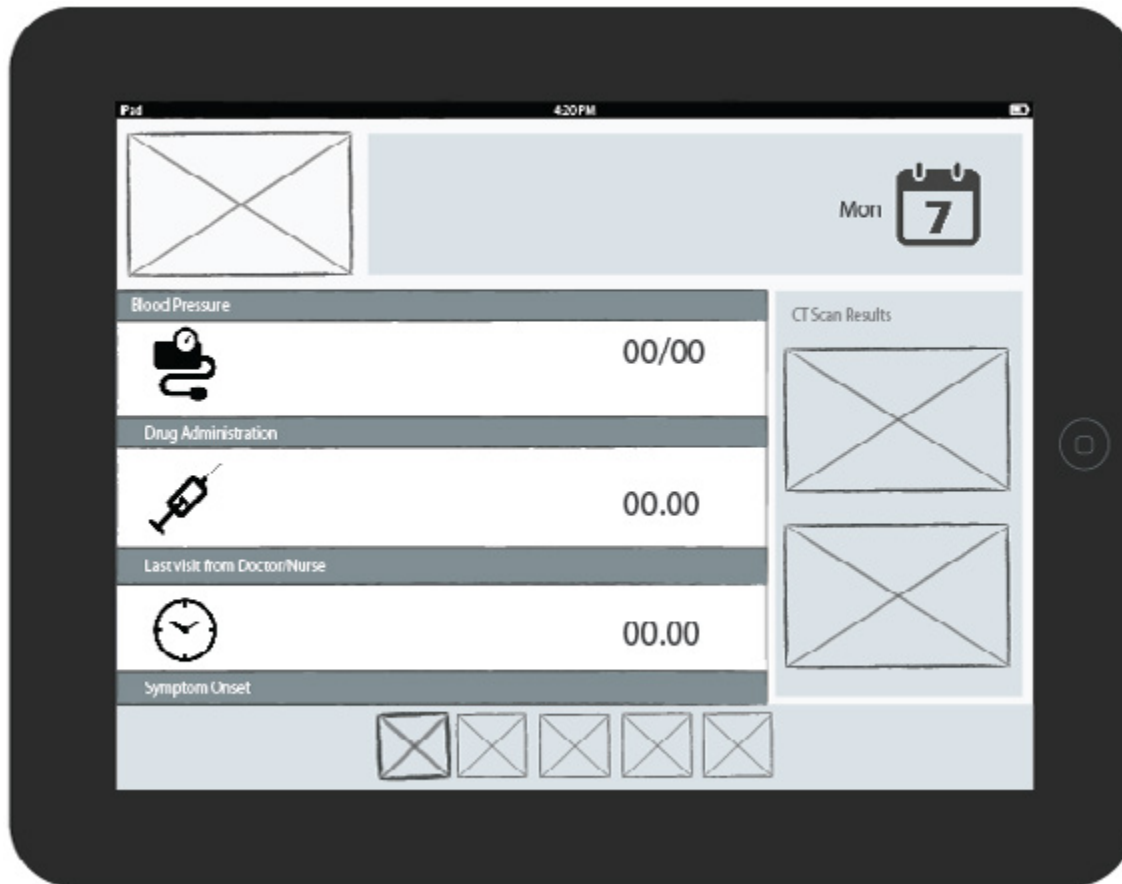 iPad
4:20 PM
Mon
7
Blood Pressure
00/00
Drug Administration
00.00
Last visit from Doctor/Nurse
00.00
Symptom Onset
CT Scan Results